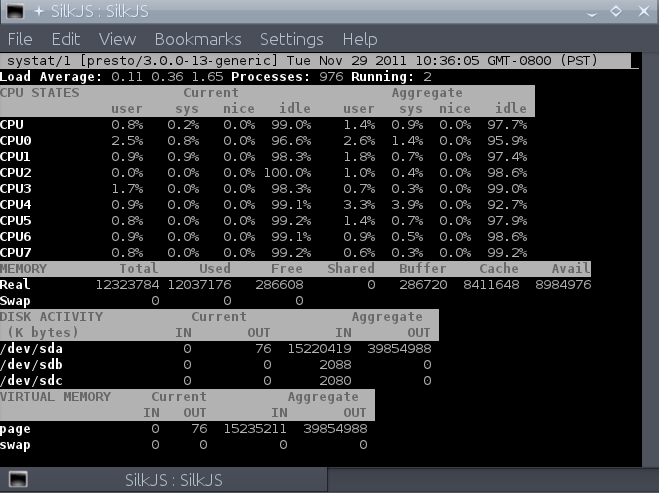 SilkJS : SilkJS
File Edit View Bookmarks Settings Help
systat/1 [presto/3.0.0-13-generic] Tue Nov 29 2011 10:36:05 GMT-0800 (PST)
Load Average: 0.11 0.36 1.65 Processes: 976 Running: 2
CPU STATES Current Aggregate
user sys nice idle user sys nice idle
CPU 0.8% 0.2% 0.0% 99.0% 1.4% 0.9% 0.0% 97.7%
CPU0 2.5% 0.8% 0.0% 96.6% 2.6% 1.4% 0.0% 95.9%
CPU1 0.9% 0.9% 0.0% 98.3% 1.8% 0.7% 0.0% 97.4%
CPU2 0.0% 0.0% 0.0% 100.0% 1.0% 0.4% 0.0% 98.6%
CPU3 1.7% 0.0% 0.0% 98.3% 0.7% 0.3% 0.0% 99.0%
CPU4 0.9% 0.0% 0.0% 99.1% 3.3% 3.9% 0.0% 92.7%
CPU5 0.8% 0.0% 0.0% 99.2% 1.4% 0.7% 0.0% 97.9%
CPU6 0.9% 0.0% 0.0% 99.1% 0.9% 0.5% 0.0% 98.6%
CPU7 0.8% 0.0% 0.0% 99.2% 0.6% 0.3% 0.0% 99.2%
MEMORY Total Used Free Shared Buffer Cache Avail
Real 12323784 12037176 286608 0 286720 8411648 8984976
Swap 0 0 0
DISK ACTIVITY Current Aggregate
(K bytes) IN OUT IN OUT
/dev/sda 0 76 15220419 39854988
/dev/sdb 0 0 2088 0
/dev/sdc 0 0 2080 0
VIRTUAL MEMORY Current Aggregate
IN OUT IN OUT
page 0 76 15235211 39854988
swap 0 0 0 0
SilkJS : SilkJS